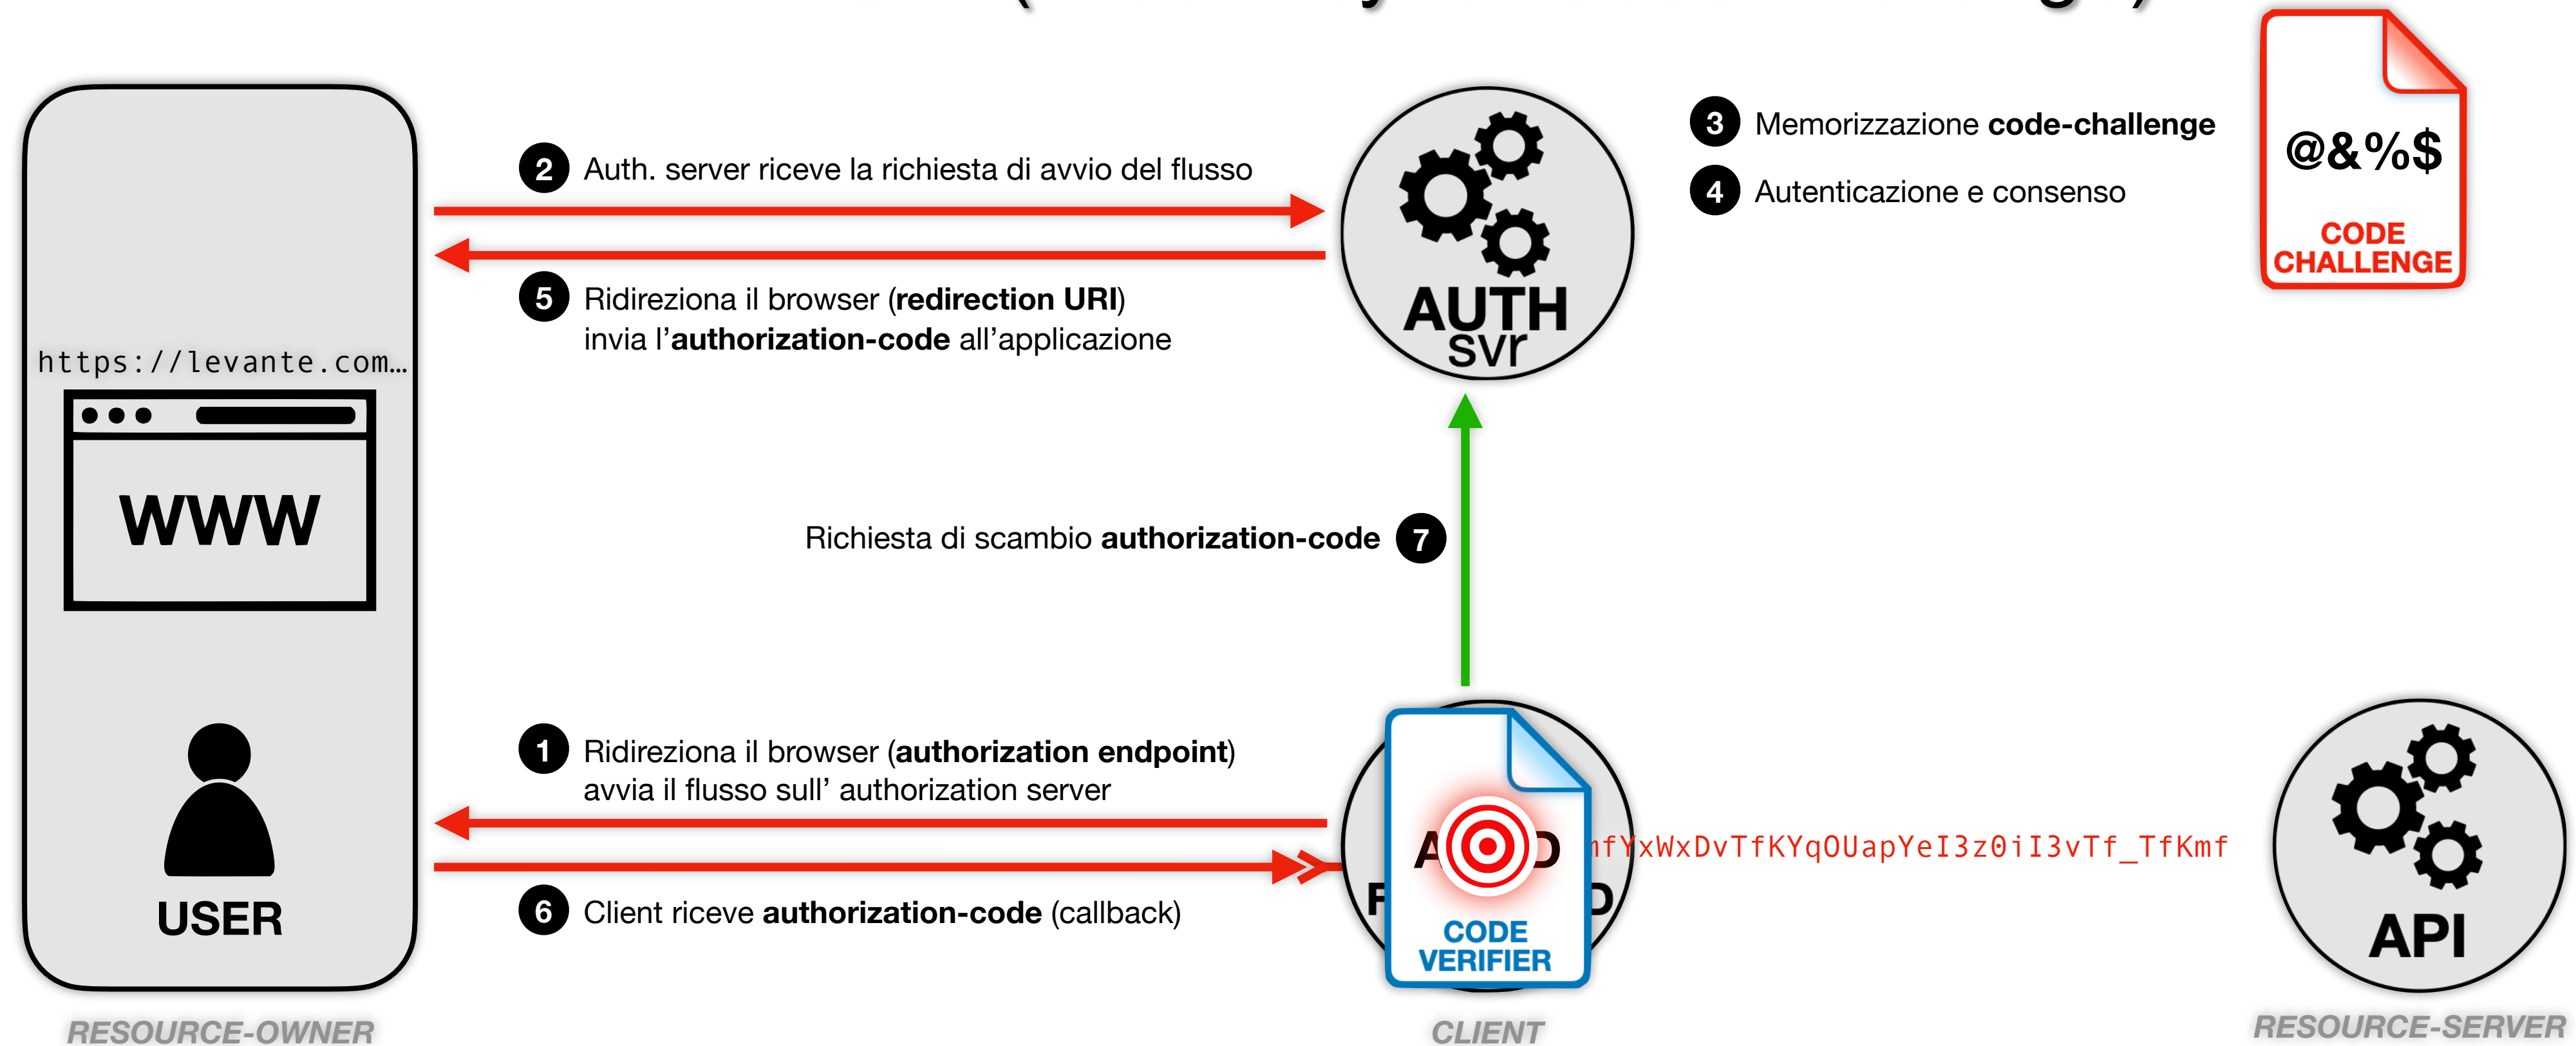 2 Auth. server riceve la richiesta di avvio del flusso
3 Memorizzazione code-challenge
4 Autenticazione e consenso
@&%$
CODE
CHALLENGE
5 Ridireziona il browser (redirection URI)
invia l’authorization-code all’applicazione
AUTH
svr
https://levante.com…
WWW
Richiesta di scambio authorization-code 7
1 Ridireziona il browser (authorization endpoint)
avvia il flusso sull’ authorization server
6 Client riceve authorization-code (callback)
USER
CODE
VERIFIER
fYxWxDvTfKYqOUapYeI3z0iI3vTf_TfKmf
API
RESOURCE-OWNER
CLIENT
RESOURCE-SERVER